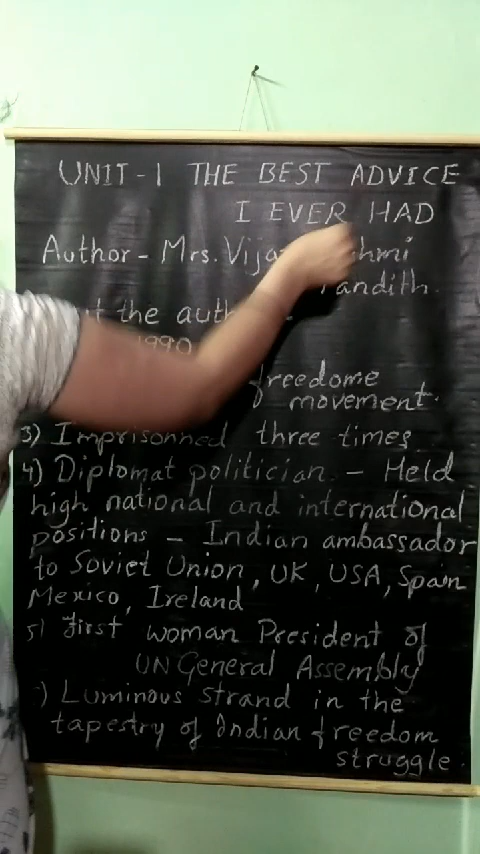 UNIT-1 THE BEST ADVICE
I EVER HAD
Author - Mrs.
andith.
the
1990
freedome
movement.
3) Imprisonned three times
4) Diplomat politician - Held
high national and international
positions - Indian ambassador
to Soviet Union, UK, USA, Spain
Mexico, Ireland
5) First woman President of
UN General Assembly
) Luminous strand in the
tapestry of Indian freedom
struggle.